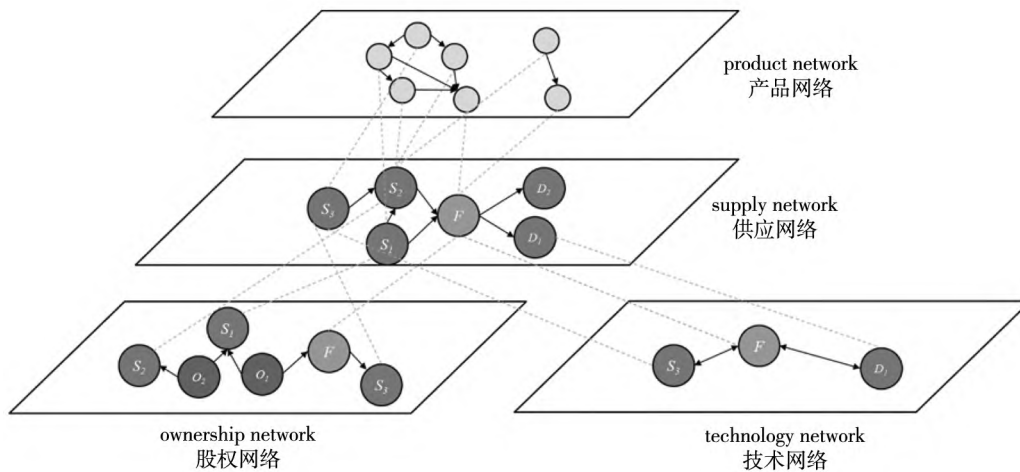 product network
产品网络
S2
D2
S3
F
S1
D1
supply network
供应网络
S1
S2
O2
O1
F
S3
ownership network
股权网络
F
S3
D1
technology network
技术网络